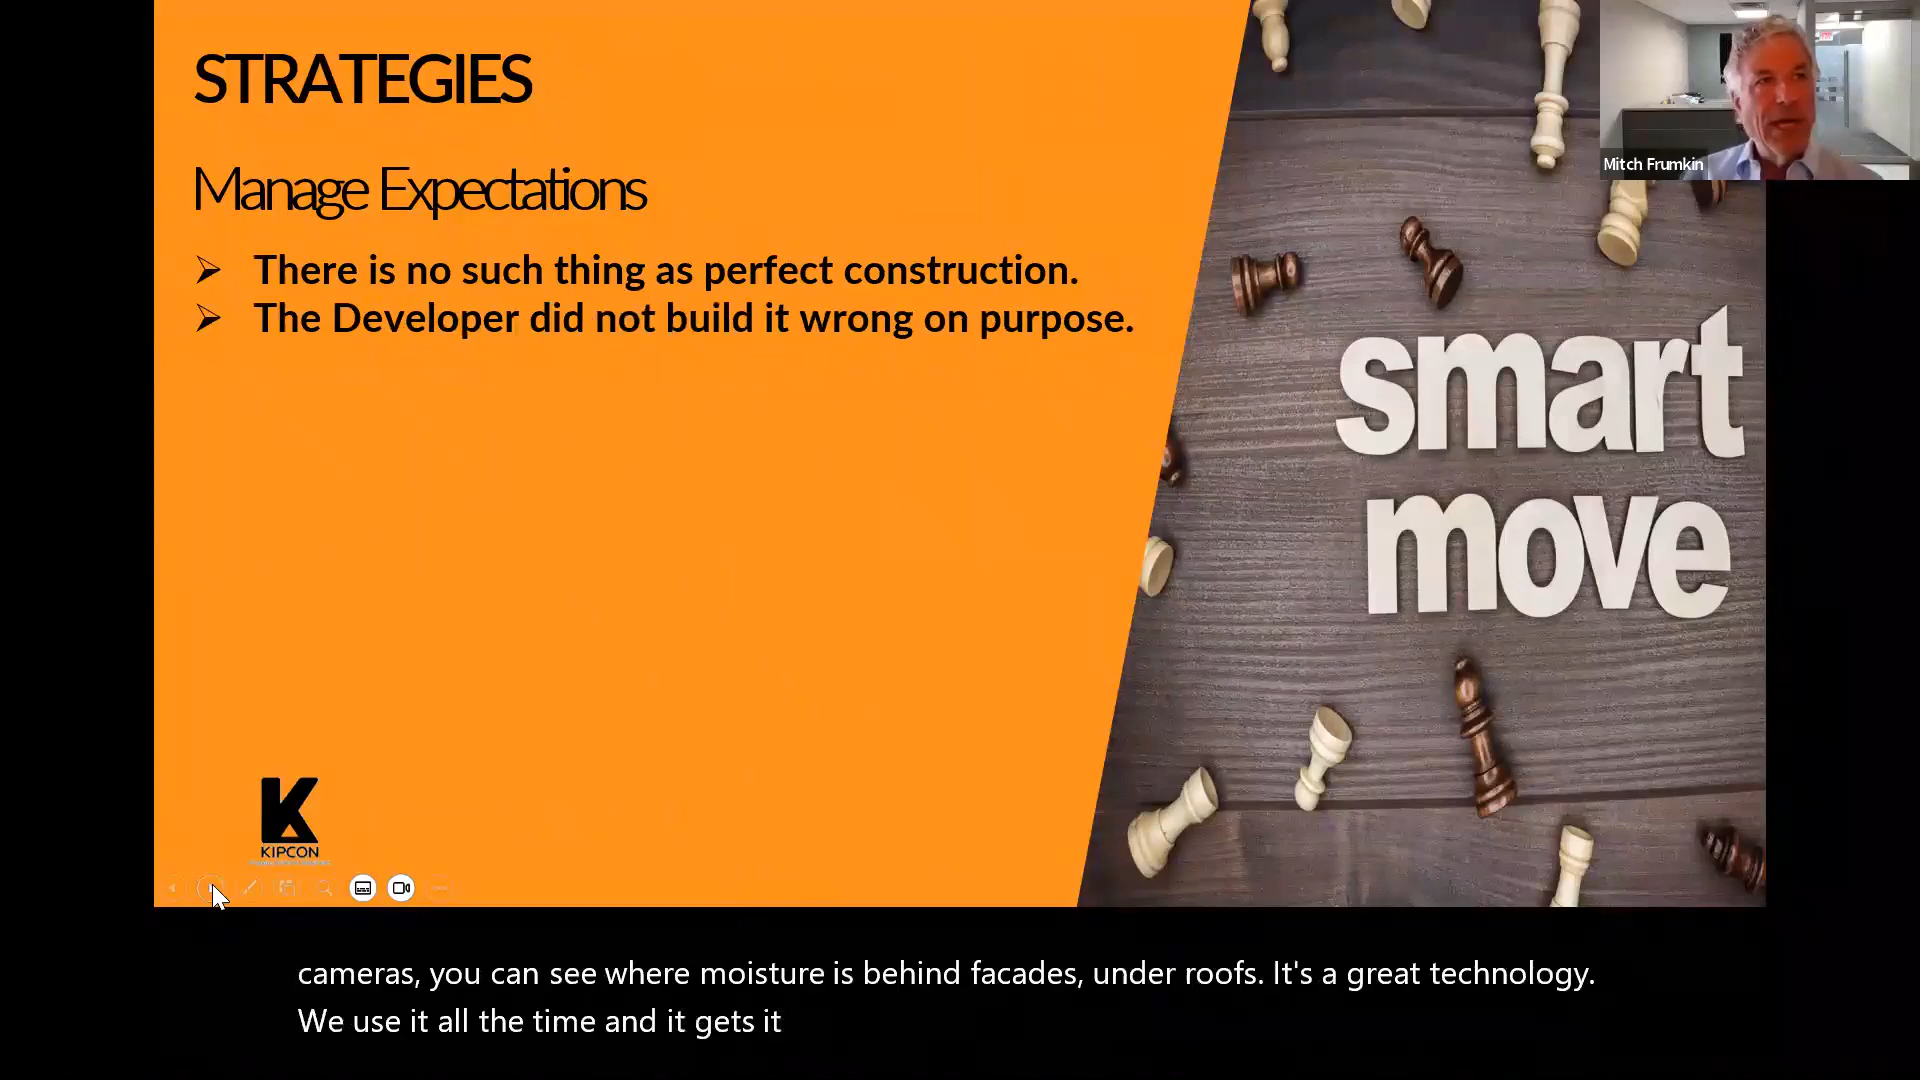 STRATEGIES
Manage Expectations
There is no such thing as perfect construction.
The Developer did not build it wrong on purpose.
smart
move
Mitch Frumkin
KIPCON
cameras, you can see where moisture is behind facades, under roofs. It's a great technology.
We use it all the time and it gets it